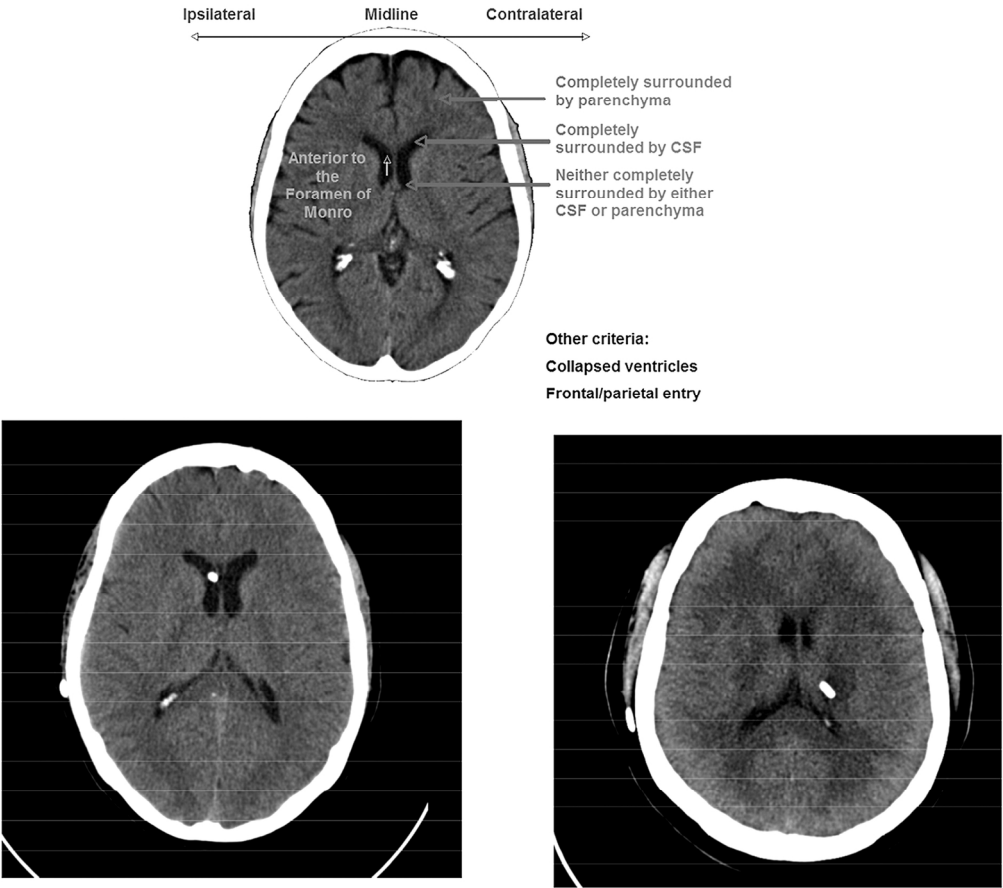 Ipsilateral Midline Contralateral
Completely surrounded
by parenchyma
Completely
surrounded by CSF
Anterior to
the
Foramen of
Monro
Neither completely
surrounded by either
CSF or parenchyma
Other criteria:
Collapsed ventricles
Frontal/parietal entry